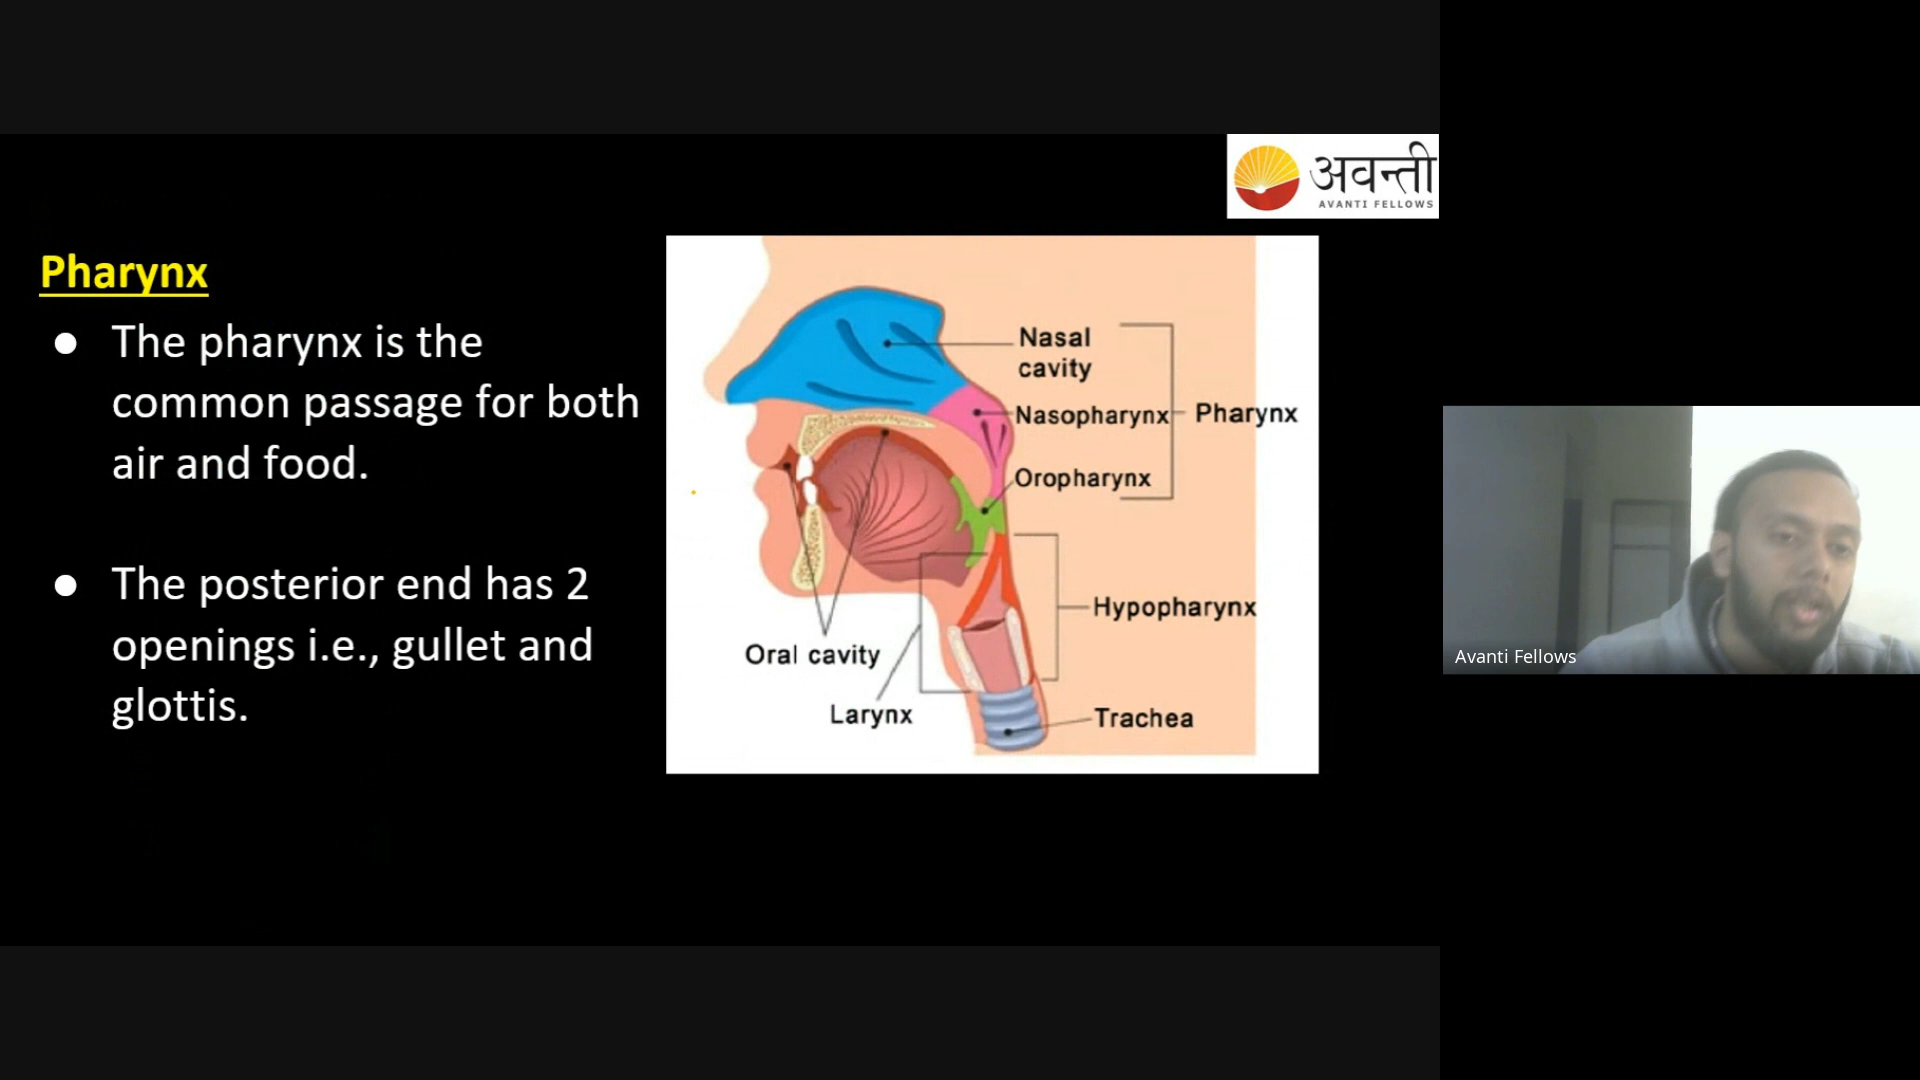 अवन्ती
AVANTI FELLOWS
Pharynx
● The pharynx is the
common passage for both
air and food.
● The posterior end has 2
openings i.e., gullet and
glottis.
Nasal
cavity
Nasopharynx
Pharynx
Oropharynx
Hypopharynx
Oral cavity
Larynx
Trachea
Avanti Fellows